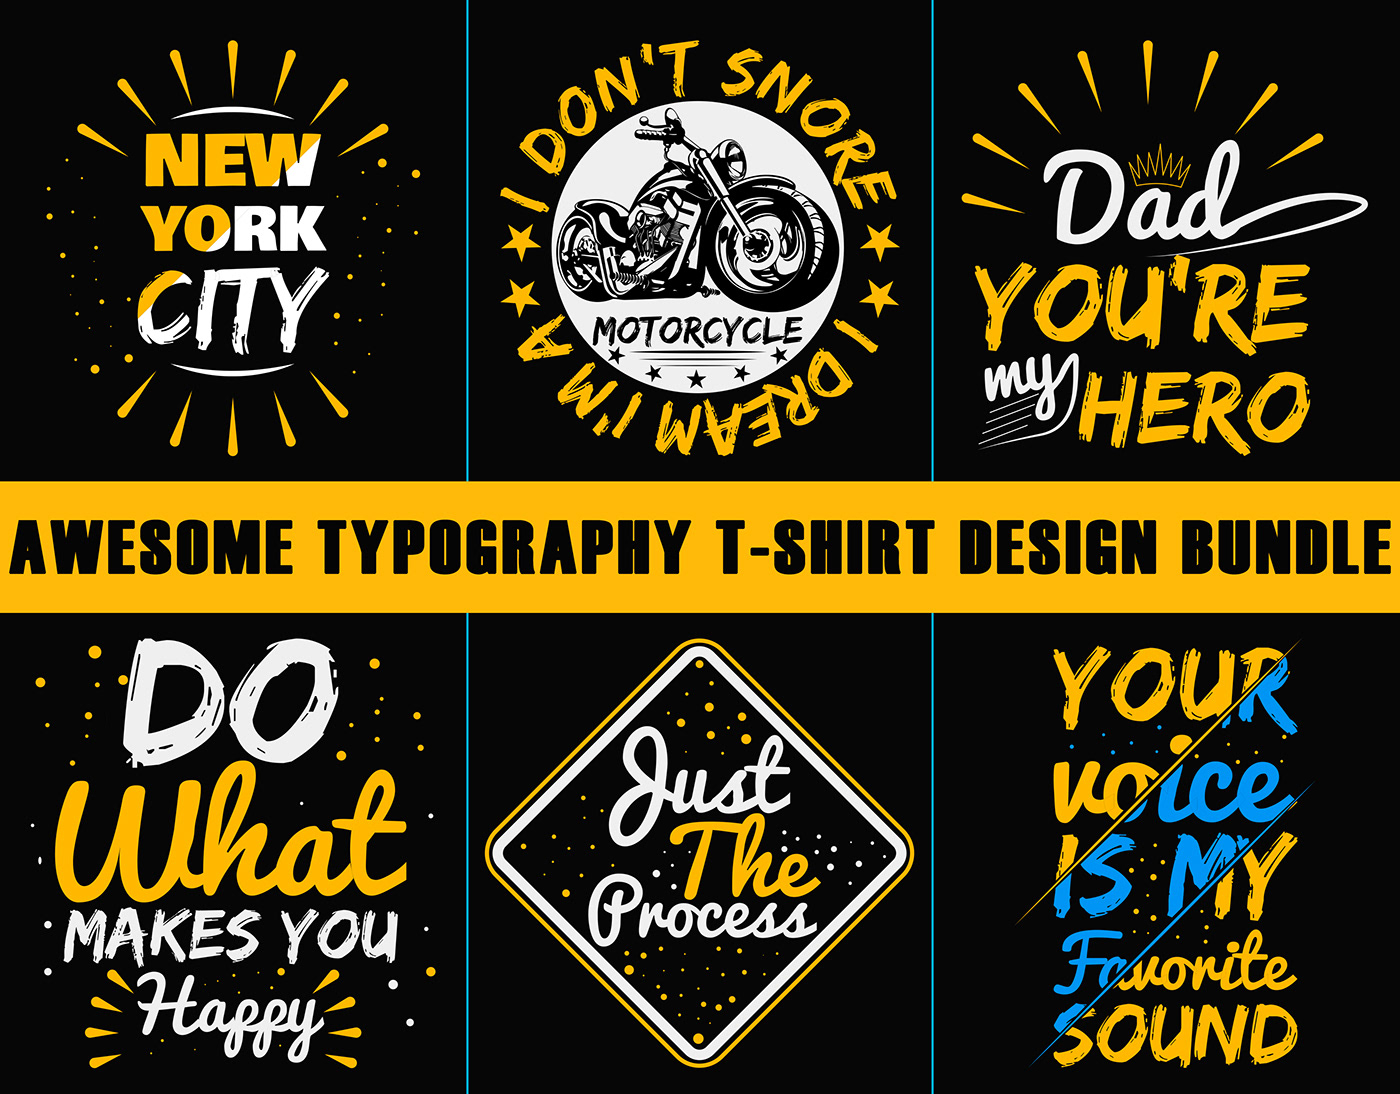 NEW
YORK
CITY
I DON'T SNORE
I DREAM I'M A
MOTORCYCLE
Dad
YOU'RE
my HERO
AWESOME TYPOGRAPHY T-SHIRT DESIGN BUNDLE
DO
What
MAKES YOU
Happy
Just
The
Process
YOUR
voice
IS MY
Favorite
SOUND